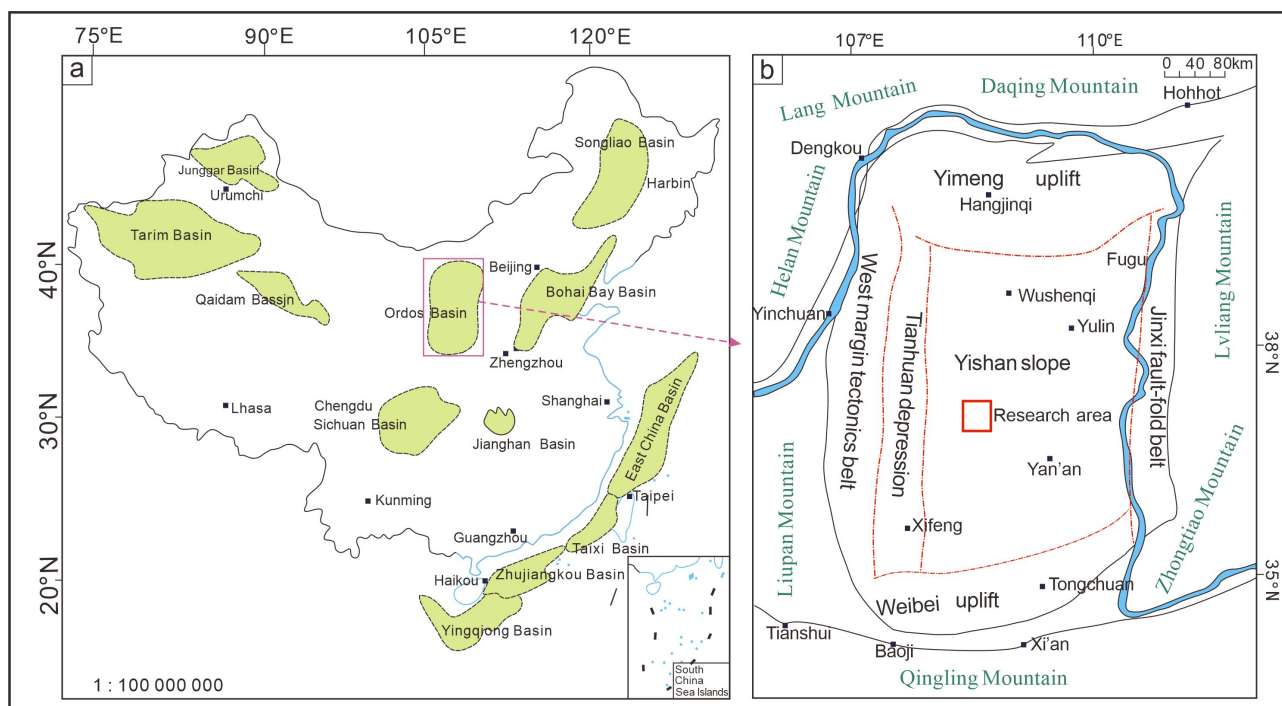 75°E 90°E 105°E 120°E
a
40°N
30°N
20°N
Junggar Basin
Urumchi
Songliao Basin
Harbin
Tarim Basin
Qaidam Bassjn
Ordos Basin
Beijing
Bohai Bay Basin
Zhengzhou
Lhasa
Chengdu
Sichuan Basin
Jianghan Basin
Shanghai
East China Basin
Kunming
Taipei
Guangzhou
Taixi Basin
Haikou
Zhujiangkou Basin
Yingqiong Basin
South
China
Sea Islands
1 : 100 000 000
107°E 110°E
b
0 40 80km
Lang Mountain
Daqing Mountain
Hohhot
Dengkou
Yimeng uplift
Hangjinqi
Helan Mountain
Fugu
Lvliang Mountain
Wushenqi
Yinchuan
Yulin
West margin tectonics belt
Tianhuan depression
Jinxi fault-fold belt
38°N
Yishan slope
Research area
Yan’an
Liupan Mountain
Xifeng
Zhongtiao Mountain
35°N
Tongchuan
Weibei uplift
Tianshui
Baoji
Xi’an
Qingling Mountain